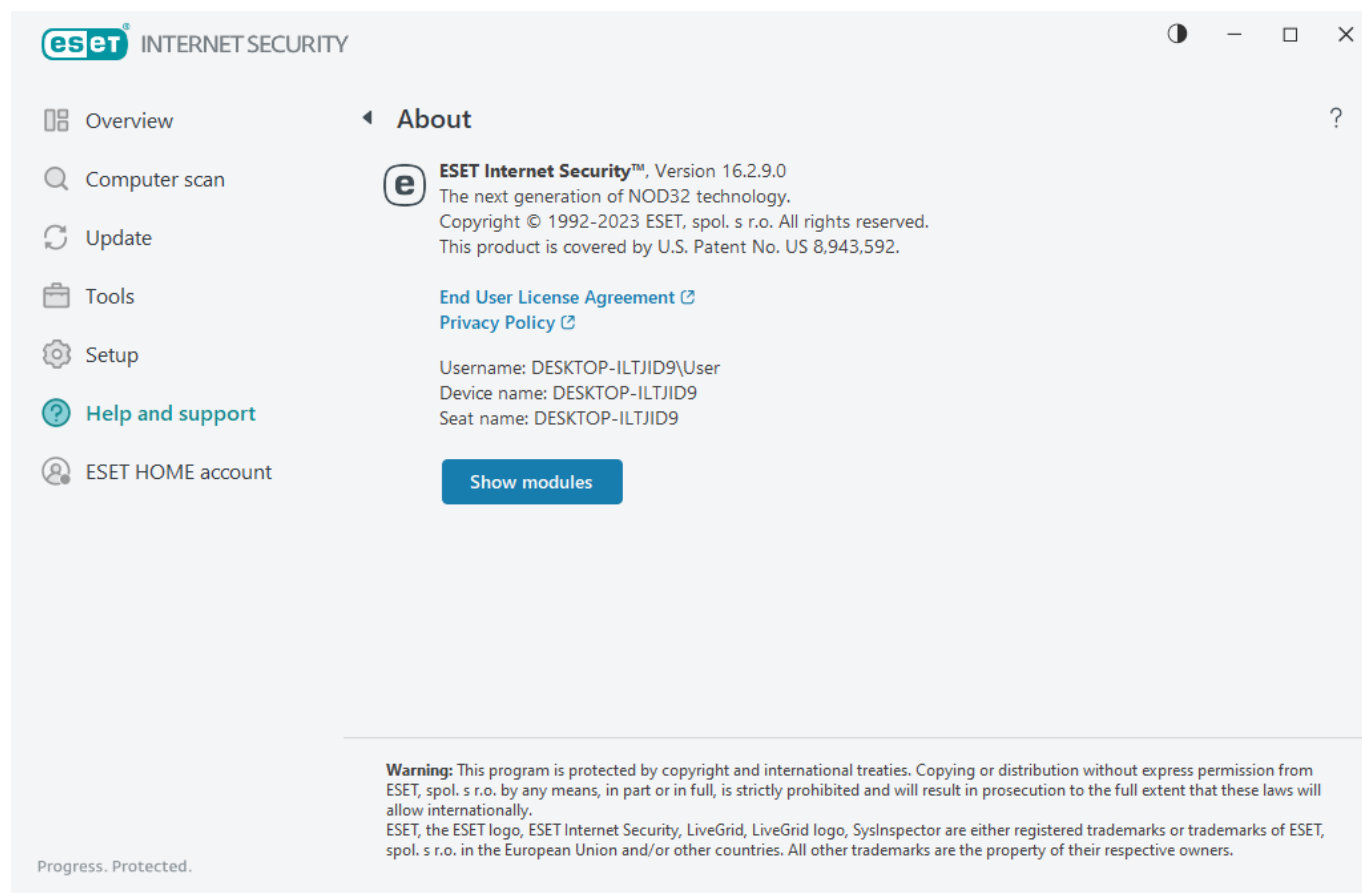 eset® INTERNET SECURITY
Overview
Computer scan
Update
Tools
Setup
Help and support
ESET HOME account
Progress. Protected.
About
?
e
ESET Internet Security™, Version 16.2.9.0
The next generation of NOD32 technology.
Copyright © 1992-2023 ESET, spol. s r.o. All rights reserved.
This product is covered by U.S. Patent No. US 8,943,592.
End User License Agreement
Privacy Policy
Username: DESKTOP-ILTJID9\User
Device name: DESKTOP-ILTJID9
Seat name: DESKTOP-ILTJID9
Show modules
Warning: This program is protected by copyright and international treaties. Copying or distribution without express permission from
ESET, spol. s r.o. by any means, in part or in full, is strictly prohibited and will result in prosecution to the full extent that these laws will
allow internationally.
ESET, the ESET logo, ESET Internet Security, LiveGrid, LiveGrid logo, SysInspector are either registered trademarks or trademarks of ESET,
spol. s r.o. in the European Union and/or other countries. All other trademarks are the property of their respective owners.